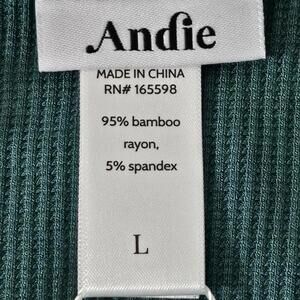 Andie
MADE IN CHINA
RN# 165598
95% bamboo
rayon,
5% spandex
L